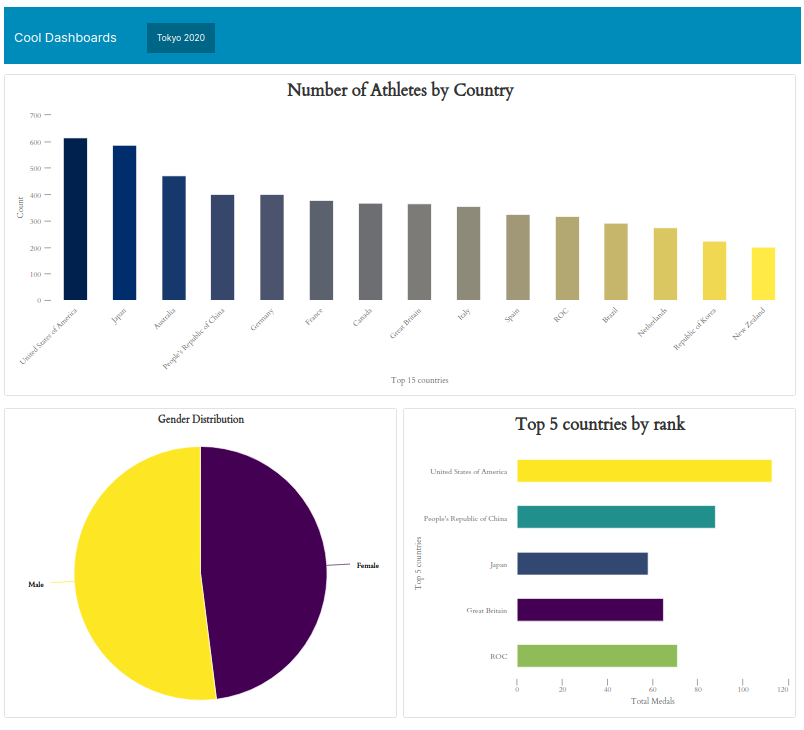 Cool Dashboards
Tokyo 2020
Number of Athletes by Country
700
600
500
400
300
200
100
0
Count
United States of America
Japan
Australia
People's Republic of China
Germany
France
Canada
Great Britain
Italy
Spain
ROC
Brazil
Netherlands
Republic of Korea
New Zealand
Top 15 countries
Gender Distribution
Male
Female
Top 5 countries by rank
Top 5 countries
United States of America
People's Republic of China
Japan
Great Britain
ROC
0 20 40 60 80 100 120
Total Medals